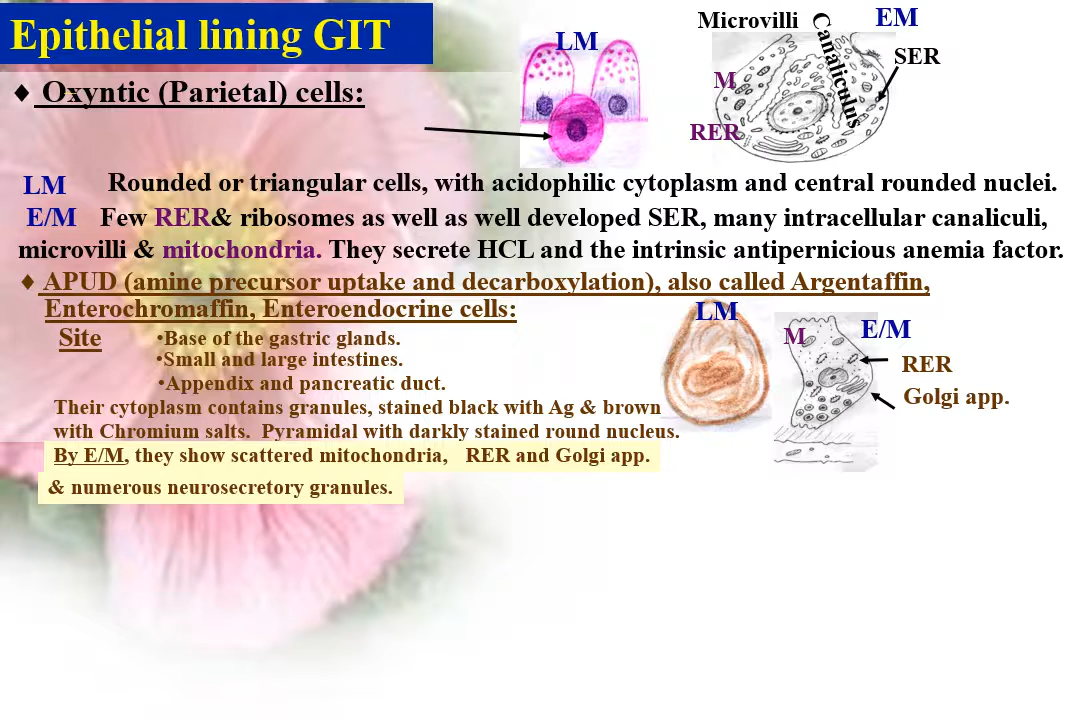 Epithelial lining GIT
LM
Microvilli
Canaliculus
EM
SER
M
RER
♦ Oxyntic (Parietal) cells:
LM Rounded or triangular cells, with acidophilic cytoplasm and central rounded nuclei.
E/M Few RER& ribosomes as well as well developed SER, many intracellular canaliculi,
microvilli & mitochondria. They secrete HCL and the intrinsic antipernicious anemia factor.
♦ APUD (amine precursor uptake and decarboxylation), also called Argentaffin,
Enterochromaffin, Enteroendocrine cells:
Site •Base of the gastric glands.
•Small and large intestines.
•Appendix and pancreatic duct.
LM
M
E/M
RER
Golgi app.
Their cytoplasm contains granules, stained black with Ag & brown
with Chromium salts. Pyramidal with darkly stained round nucleus.
By E/M, they show scattered mitochondria, RER and Golgi app.
& numerous neurosecretory granules.